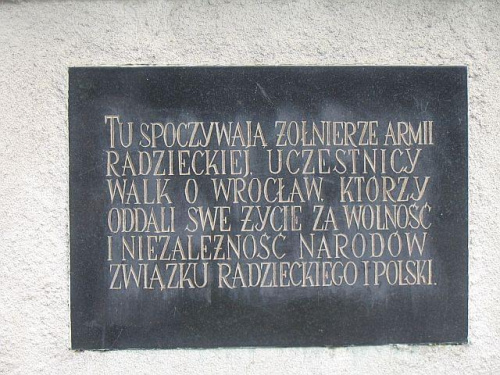 TU SPOCZYWAJĄ ŻOŁNIERZE ARMII
RADZIECKIEJ, UCZESTNICY
WALK O WROCŁAW, KTÓRZY
ODDALI SWE ŻYCIE ZA WOLNOŚĆ
I NIEZALEŻNOŚĆ NARODÓW
ZWIĄZKU RADZIECKIEGO I POLSKI.